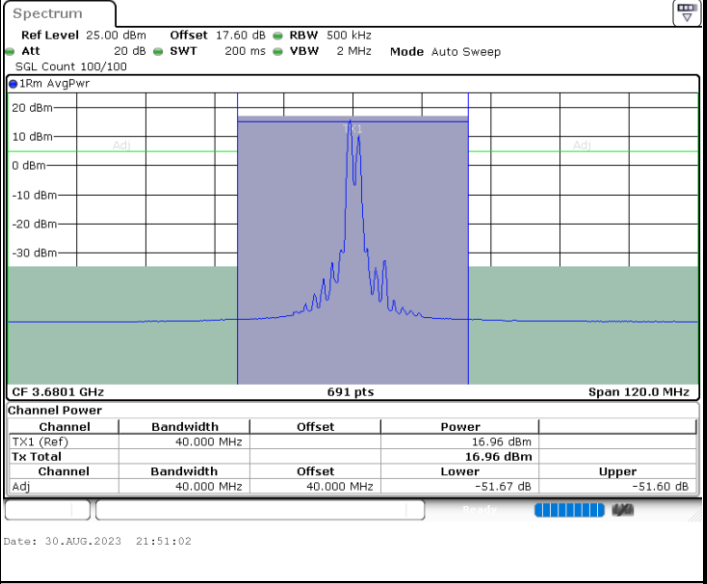 Spectrum
Ref Level 25.00 dBm Offset 17.60 dB RBW 500 kHz
Att 20 dB SWT 200 ms VBW 2 MHz Mode Auto Sweep
SGL Count 100/100
1Rm AvgPwr
20 dBm
TX1
10 dBm
Adj Adj
0 dBm
-10 dBm
-20 dBm
-30 dBm
CF 3.6801 GHz 691 pts Span 120.0 MHz
Channel Power
Channel Bandwidth Offset Power
TX1 (Ref) 40.000 MHz 16.96 dBm
Tx Total 16.96 dBm
Channel Bandwidth Offset Lower Upper
Adj 40.000 MHz 40.000 MHz -51.67 dB -51.60 dB
Ready
Date: 30.AUG.2023 21:51:02